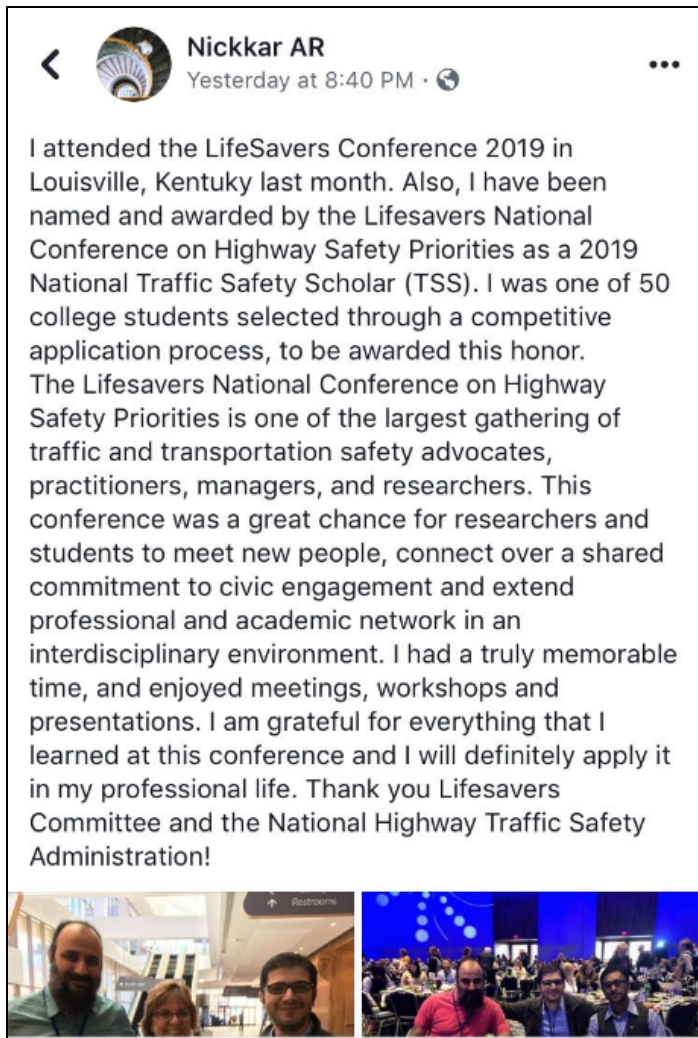 Nickkar AR
Yesterday at 8:40 PM ·
I attended the LifeSavers Conference 2019 in
Louisville, Kentuky last month. Also, I have been
named and awarded by the Lifesavers National
Conference on Highway Safety Priorities as a 2019
National Traffic Safety Scholar (TSS). I was one of 50
college students selected through a competitive
application process, to be awarded this honor.
The Lifesavers National Conference on Highway
Safety Priorities is one of the largest gathering of
traffic and transportation safety advocates,
practitioners, managers, and researchers. This
conference was a great chance for researchers and
students to meet new people, connect over a shared
commitment to civic engagement and extend
professional and academic network in an
interdisciplinary environment. I had a truly memorable
time, and enjoyed meetings, workshops and
presentations. I am grateful for everything that I
learned at this conference and I will definitely apply it
in my professional life. Thank you Lifesavers
Committee and the National Highway Traffic Safety
Administration!
Restrooms